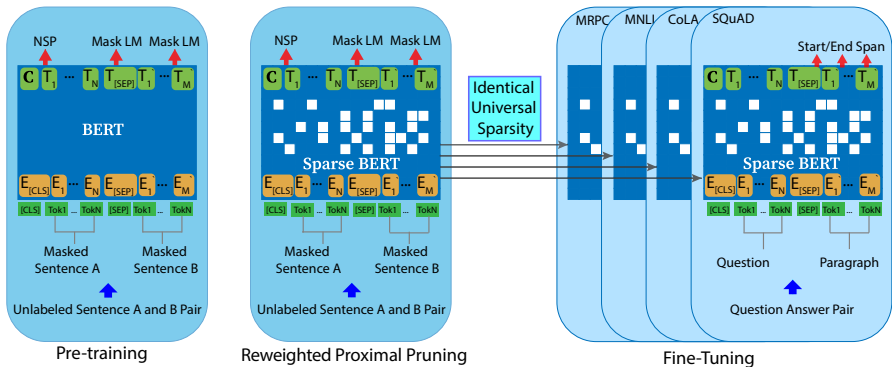 NSP
Mask LM
Mask LM
C T1 ... TN T[SEP] T1' ... TM'
BERT
E[CLS] E1 ... EN E[SEP] E1' ... EM'
[CLS] Tok1 ... TokN [SEP] Tok1 ... TokN
Masked
Sentence A
Masked
Sentence B
Unlabeled Sentence A and B Pair
Pre-training
NSP
Mask LM
Mask LM
C T1 ... TN T[SEP] T1' ... TM'
Sparse BERT
E[CLS] E1 ... EN E[SEP] E1' ... EM'
[CLS] Tok1 ... TokN [SEP] Tok1 ... TokN
Masked
Sentence A
Masked
Sentence B
Unlabeled Sentence A and B Pair
Reweighted Proximal Pruning
Identical
Universal
Sparsity
MRPC
MNLI
CoLA
SQuAD
Start/End Span
C T1 ... TN T[SEP] T1' ... TM'
Sparse BERT
E[CLS] E1 ... EN E[SEP] E1' ... EM'
[CLS] Tok1 ... TokN [SEP] Tok1 ... TokN
Question
Paragraph
Question Answer Pair
Fine-Tuning